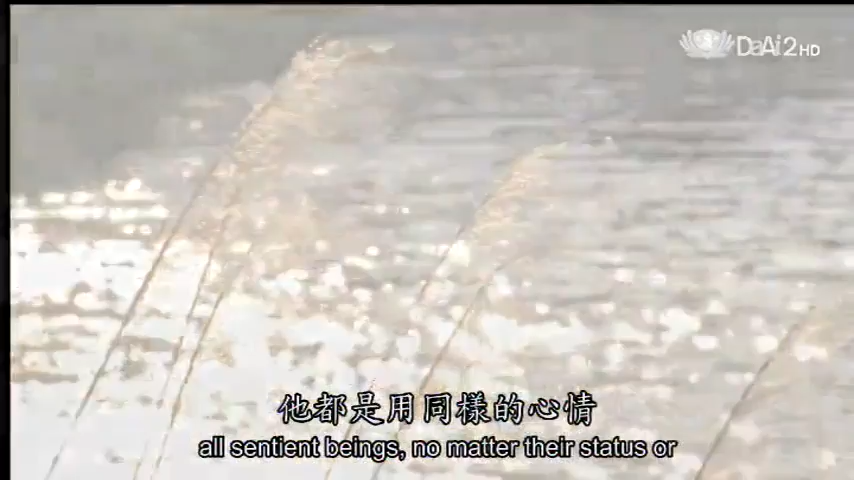 DaAi2HD
他都是用同樣的心情
all sentient beings, no matter their status or